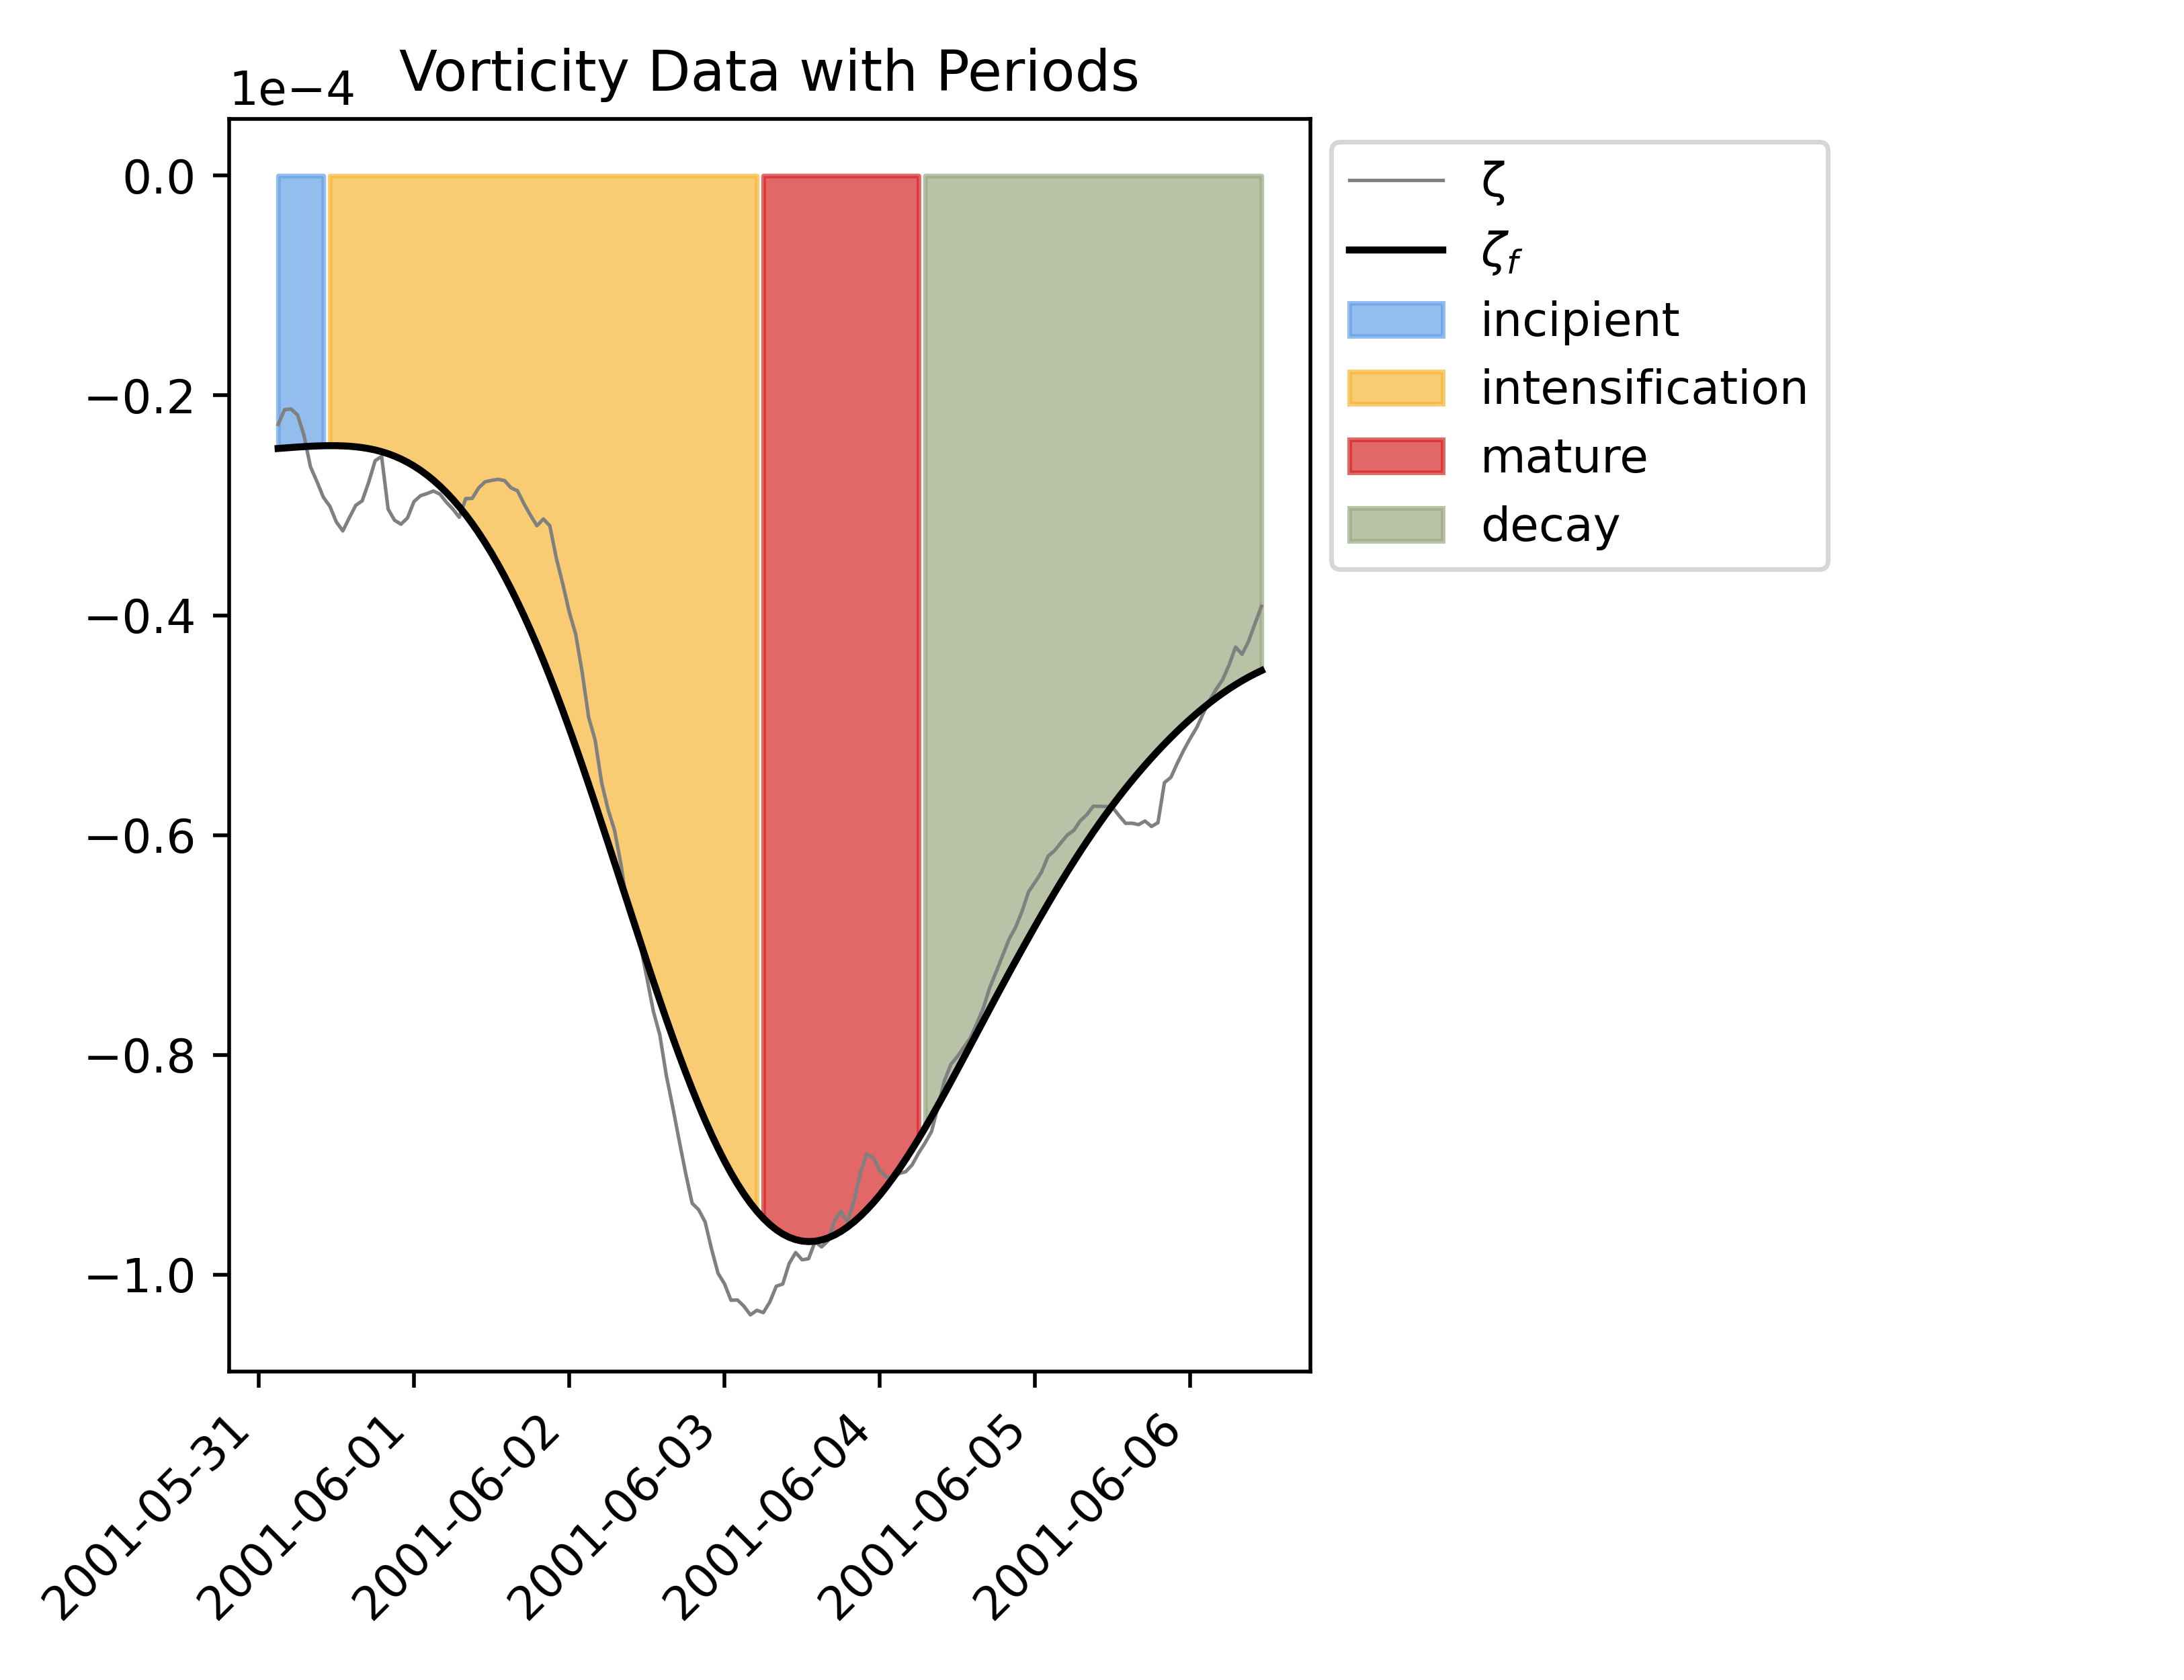 Vorticity Data with Periods
1e−4
0.0
−0.2
−0.4
−0.6
−0.8
−1.0
2001-05-31
2001-06-01
2001-06-02
2001-06-03
2001-06-04
2001-06-05
2001-06-06
ζ
ζf
incipient
intensification
mature
decay